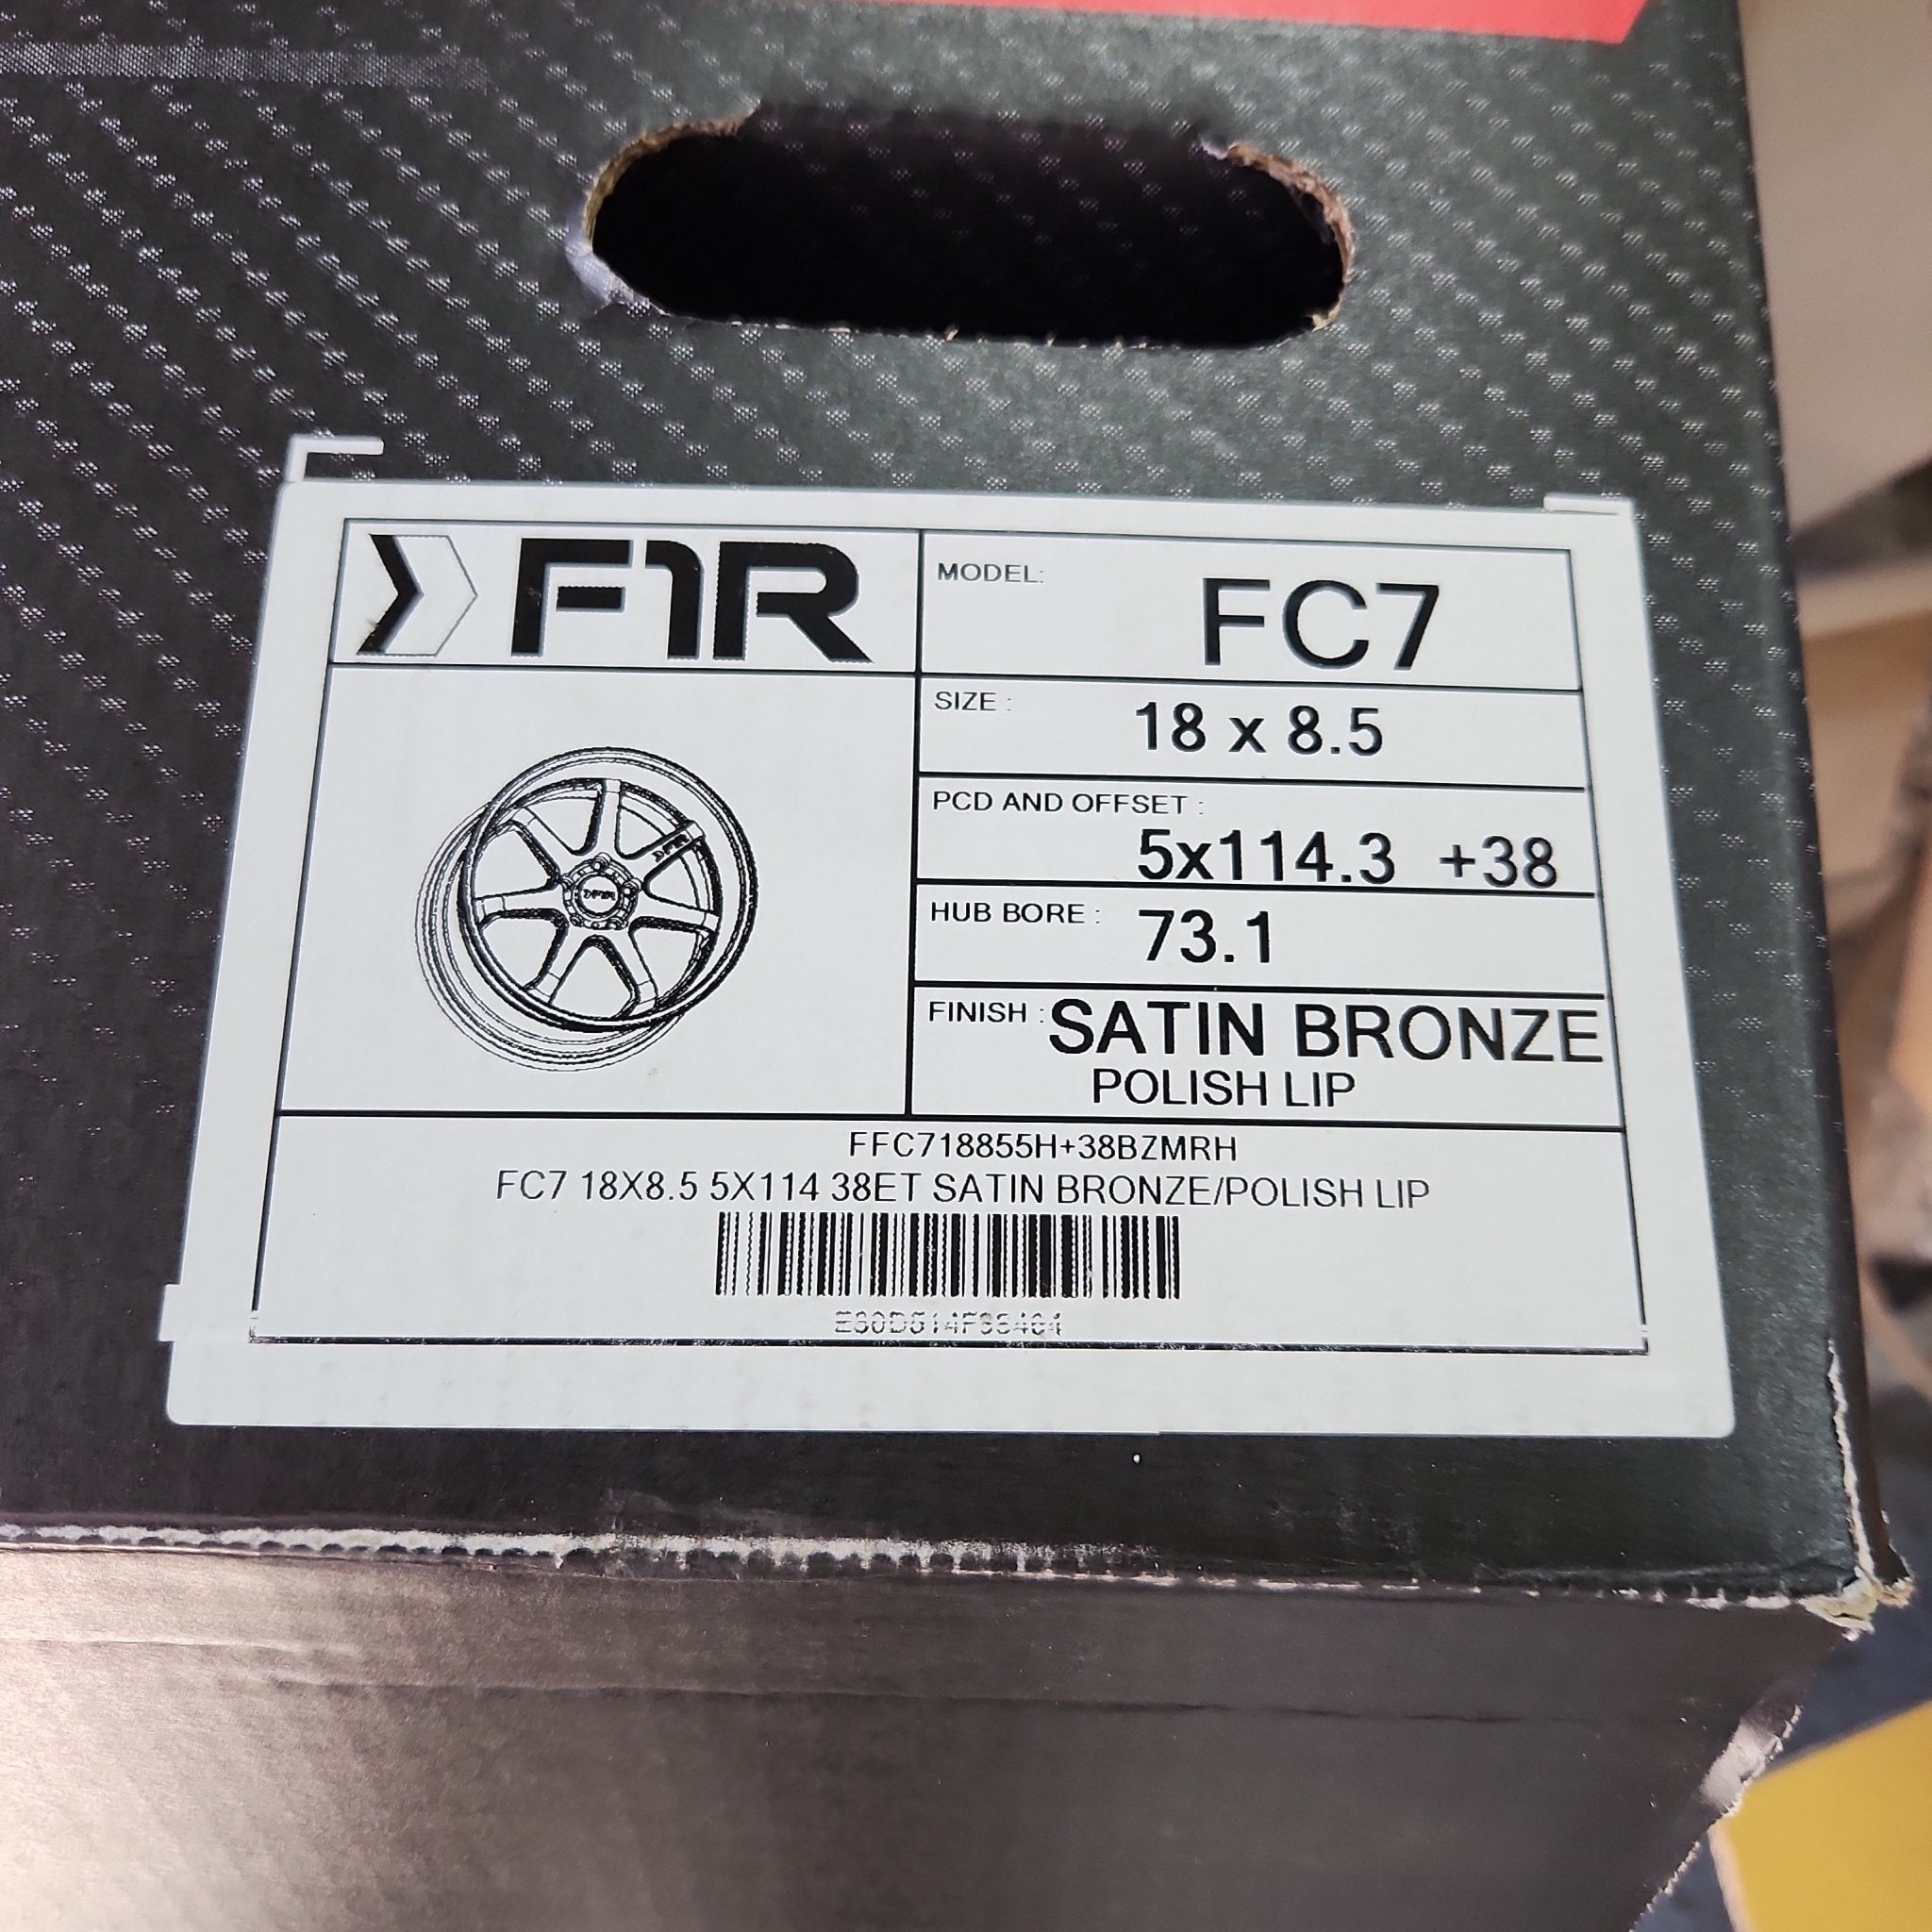 F1R
MODEL:
FC7
SIZE :
18 x 8.5
PCD AND OFFSET :
5x114.3 +38
HUB BORE :
73.1
FINISH :
SATIN BRONZE
POLISH LIP
FFC718855H+38BZMRH
FC7 18X8.5 5X114 38ET SATIN BRONZE/POLISH LIP